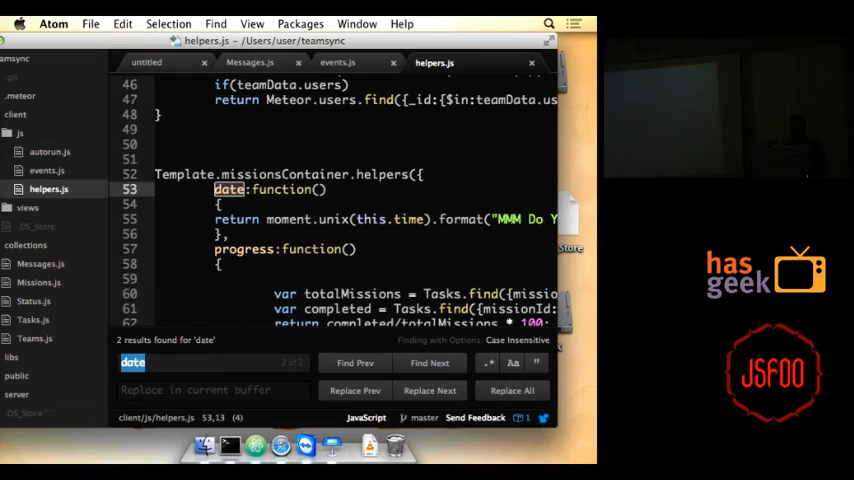 Atom File Edit Selection Find View Packages Window Help
helpers.js - /Users/user/teamsync
amsync
untitled
Messages.js
events.js
helpers.js
.git
.meteor
client
js
autorun.js
events.js
helpers.js
views
.DS_Store
collections
Messages.js
Missions.js
Status.js
Tasks.js
Teams.js
libs
public
server
.DS_Store
46 if(teamData.users)
47 return Meteor.users.find({_id:{$in:teamData.us
48 }
49
50
51
52 Template.missionsContainer.helpers({
53 date:function()
54 {
55 return moment.unix(this.time).format("MMM Do Y
56 },
57 progress:function()
58 {
59
60 var totalMissions = Tasks.find({missio
61 var completed = Tasks.find({missionId:
62 return completed/totalMissions * 100;
2 results found for 'date'
Finding with Options: Case Insensitive
date
2 of 2
Find Prev
Find Next
.*
Aa
"
Replace in current buffer
Replace Prev
Replace Next
Replace All
client/js/helpers.js 53,13 (4)
JavaScript
master
Send Feedback
1
Store
has
geek
JSFOO